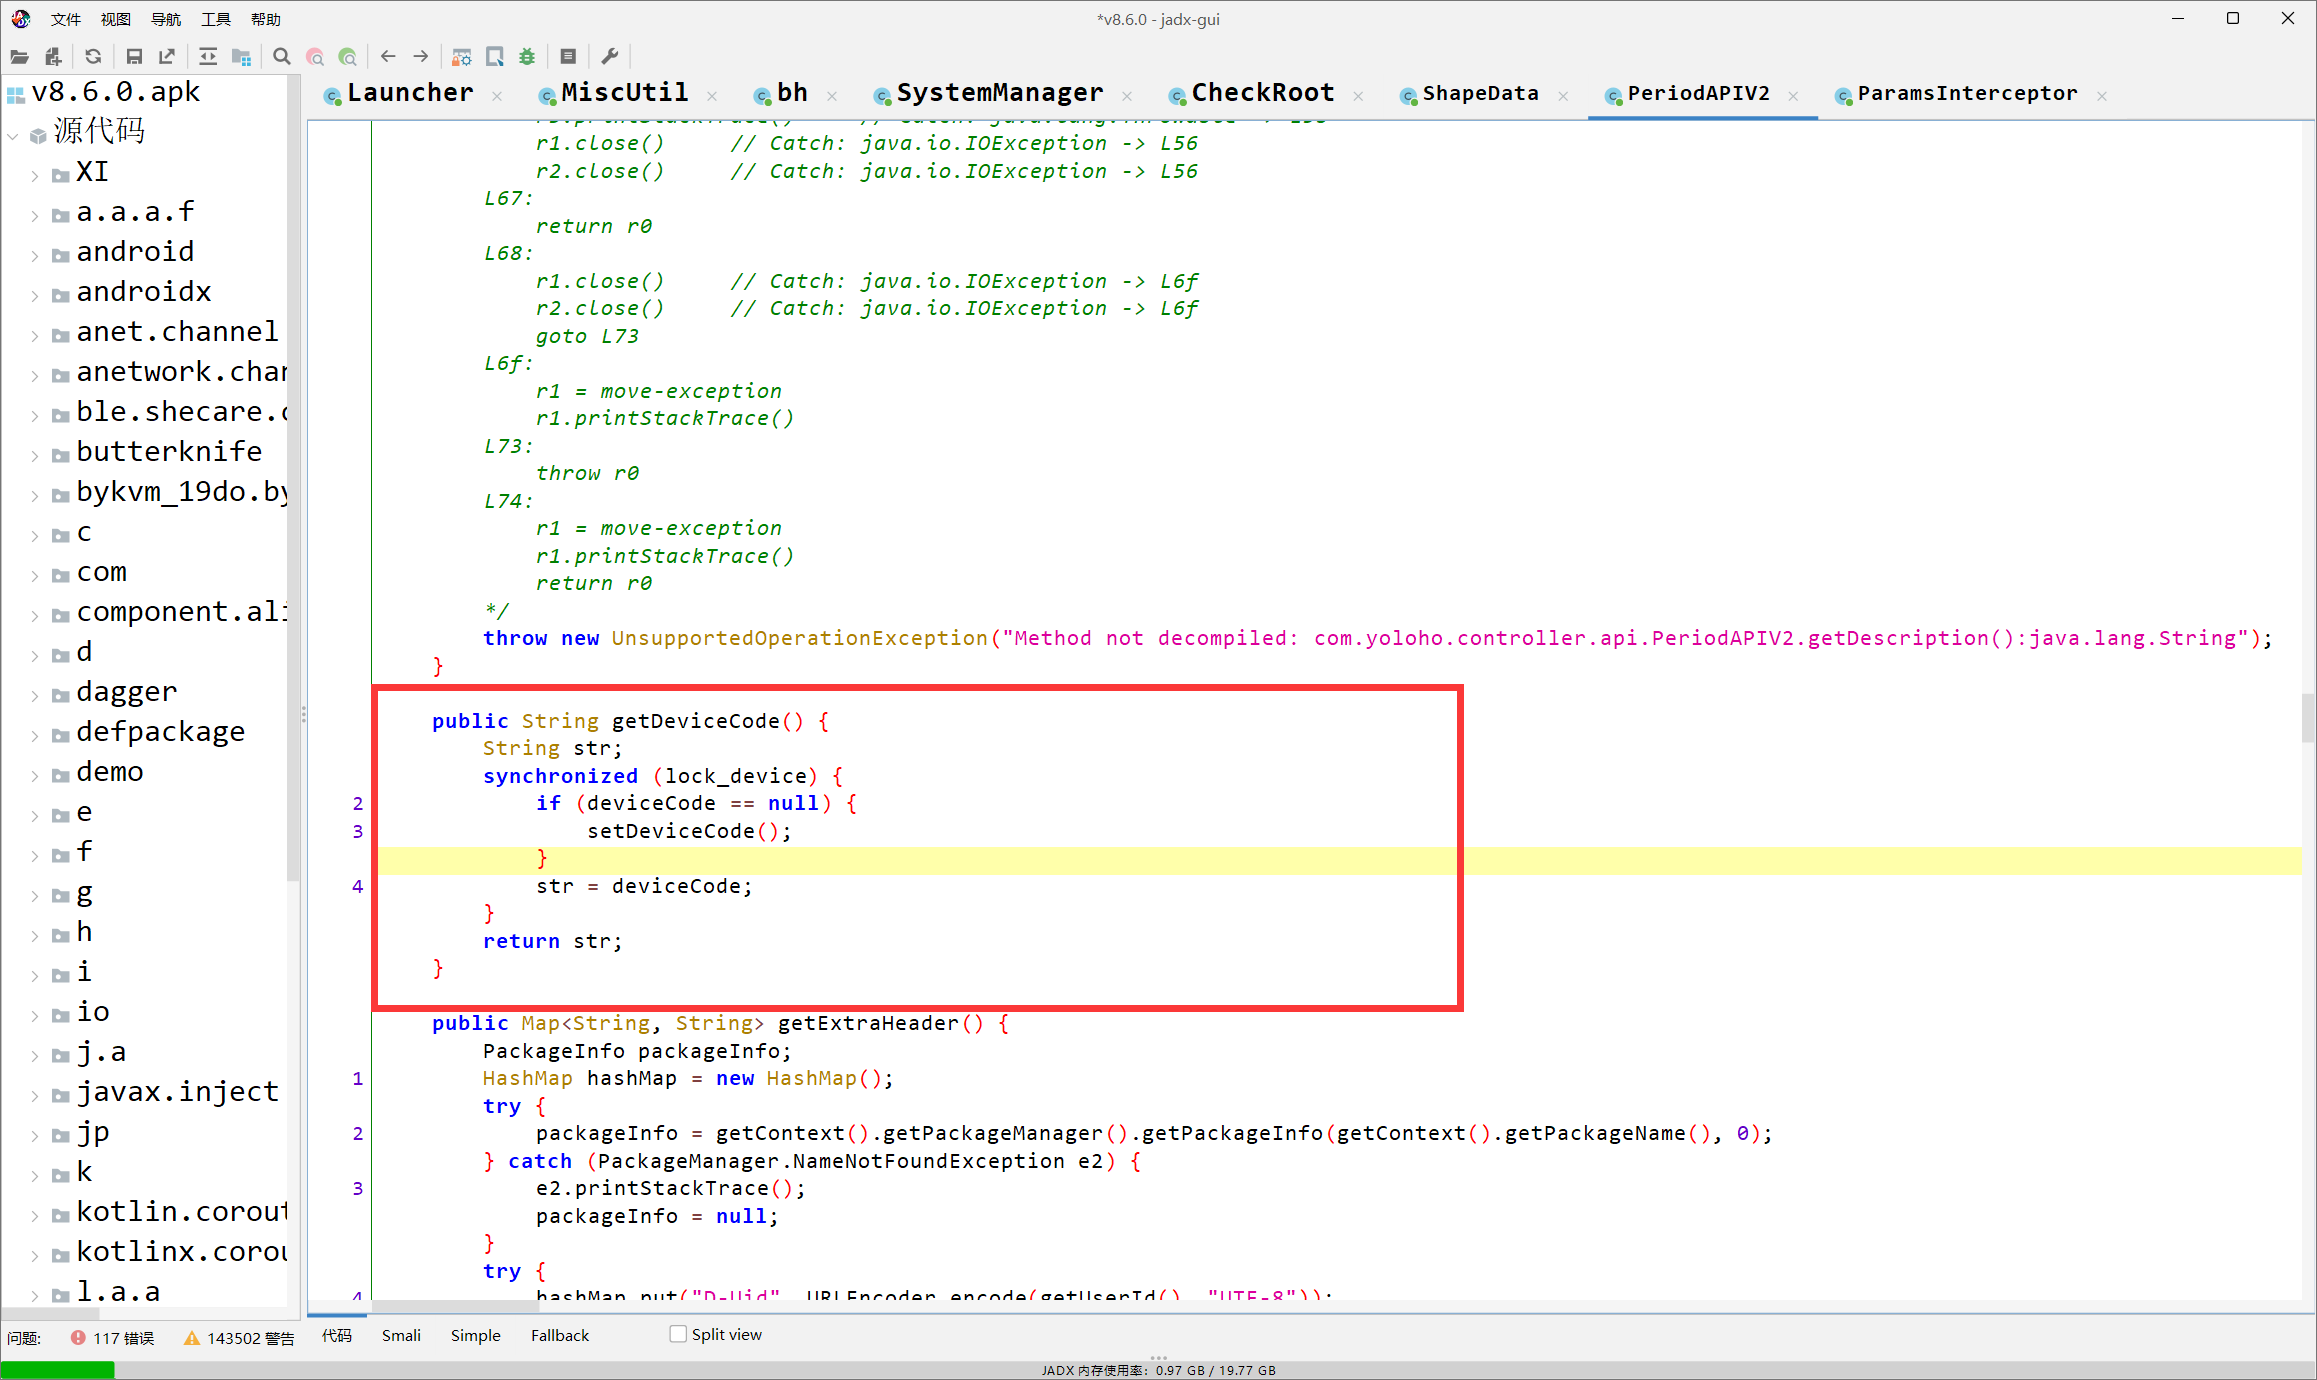 文件 视图 导航 工具 帮助 *v8.6.0 - jadx-gui
v8.6.0.apk
源代码
XI
a.a.a.f
android
androidx
anet.channel
anetwork.char
ble.shecare.c
butterknife
bykvm_19do.by
c
com
component.ali
d
dagger
defpackage
demo
e
f
g
h
i
io
j.a
javax.inject
jp
k
kotlin.corout
kotlinx.corou
l.a.a
Launcher MiscUtil bh SystemManager CheckRoot ShapeData PeriodAPIV2 ParamsInterceptor
r1.close() // Catch: java.io.IOException -> L56
r2.close() // Catch: java.io.IOException -> L56
L67:
return r0
L68:
r1.close() // Catch: java.io.IOException -> L6f
r2.close() // Catch: java.io.IOException -> L6f
goto L73
L6f:
r1 = move-exception
r1.printStackTrace()
L73:
throw r0
L74:
r1 = move-exception
r1.printStackTrace()
return r0
*/
throw new UnsupportedOperationException("Method not decompiled: com.yoloho.controller.api.PeriodAPIV2.getDescription():java.lang.String");
}
public String getDeviceCode() {
String str;
synchronized (lock_device) {
2 if (deviceCode == null) {
3 setDeviceCode();
}
4 str = deviceCode;
}
return str;
}
public Map<String, String> getExtraHeader() {
PackageInfo packageInfo;
1 HashMap hashMap = new HashMap();
try {
2 packageInfo = getContext().getPackageManager().getPackageInfo(getContext().getPackageName(), 0);
} catch (PackageManager.NameNotFoundException e2) {
3 e2.printStackTrace();
packageInfo = null;
}
try {
4 hashMap.put("D-Uid", URLEncoder.encode(getUserId(), "UTF-8"));
问题: 117 错误 143502 警告 代码 Smali Simple Fallback Split view
JADX 内存使用率: 0.97 GB / 19.77 GB